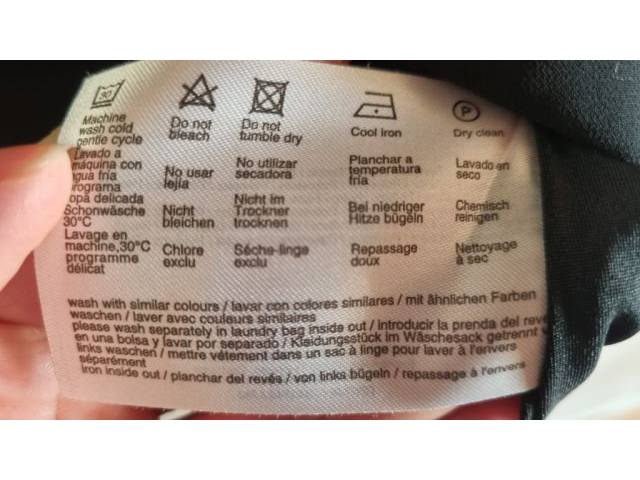 30
P
Machine wash cold gentle cycle
Do not bleach
Do not tumble dry
Cool iron
Dry clean
Lavado a máquina con agua fría programa ropa delicada
No usar lejía
No utilizar secadora
Planchar a temperatura fría
Lavado en seco
Schonwäsche 30°C
Nicht bleichen
Nicht im Trockner trocknen
Bei niedriger Hitze bügeln
Chemisch reinigen
Lavage en machine,30°C programme délicat
Chlore exclu
Séche-linge exclu
Repassage doux
Nettoyage à sec
wash with similar colours / lavar con colores similares / mit ähnlichen Farben
waschen / laver avec couleurs similaires
please wash separately in laundry bag inside out / introducir la prenda del
en una bolsa y lavar por separado / Kleidungsstück im Wäschesack getrennt
links waschen / mettre vêtement dans un sac à linge pour laver à l'envers
séparément
iron inside out / planchar del revés / von links bügeln / repassage à l'envers